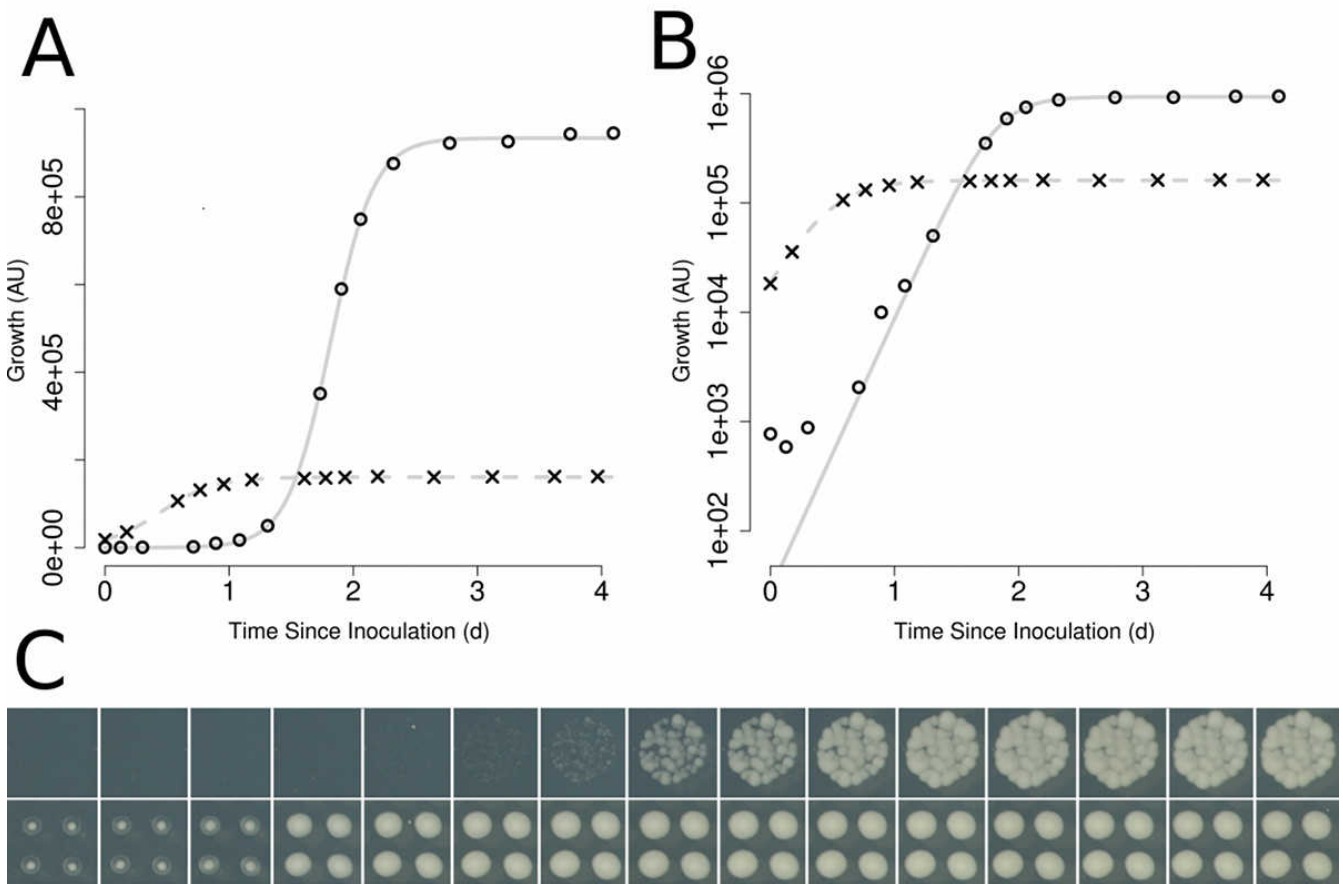 A
B
Growth (AU)
0e+00
4e+05
8e+05
0
1
2
3
4
Time Since Inoculation (d)
Growth (AU)
1e+02
1e+03
1e+04
1e+05
1e+06
0
1
2
3
4
Time Since Inoculation (d)
C